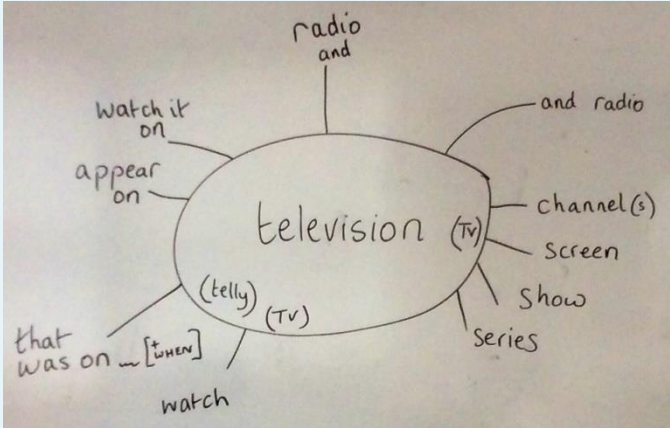 radio
and
and radio
watch it
on
appear
on
channel(s)
television (TV)
screen
(telly)
(TV)
show
series
that
was on _ [+ WHEN]
watch